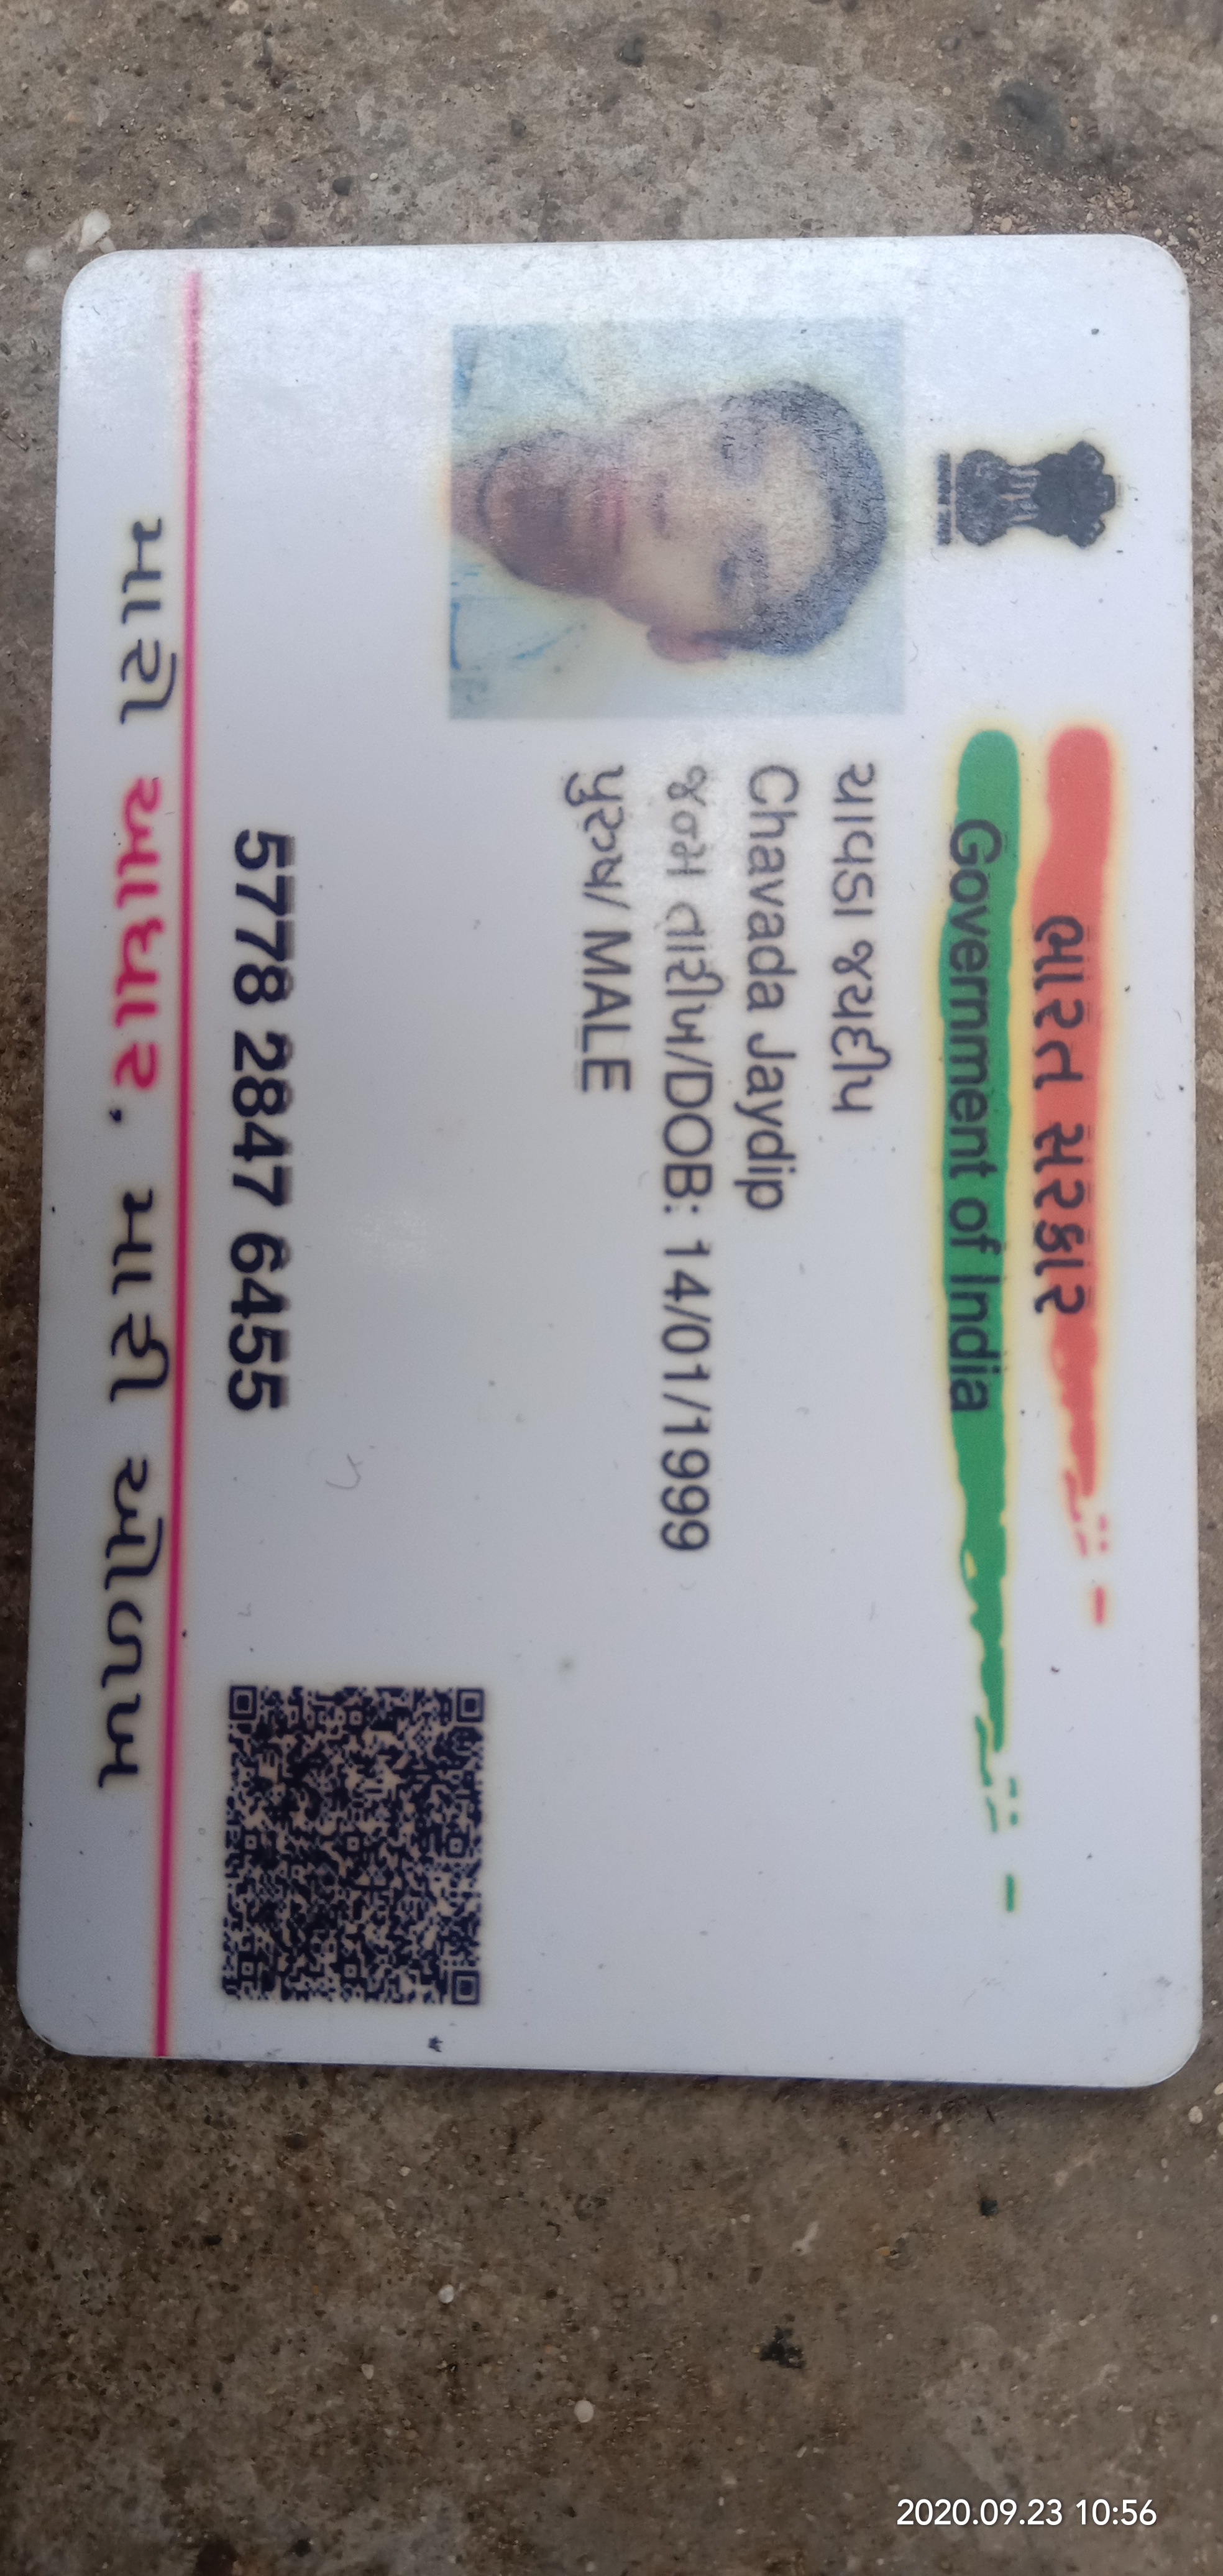 ભારત સરકાર
Government of India
ચાવડા જયદીપ
Chavada Jaydip
જન્મ તારીખ/DOB: 14/01/1999
પુરુષ/ MALE
5778 2847 6455
મારો આધાર, મારી ઓળખ
2020.09.23 10:56